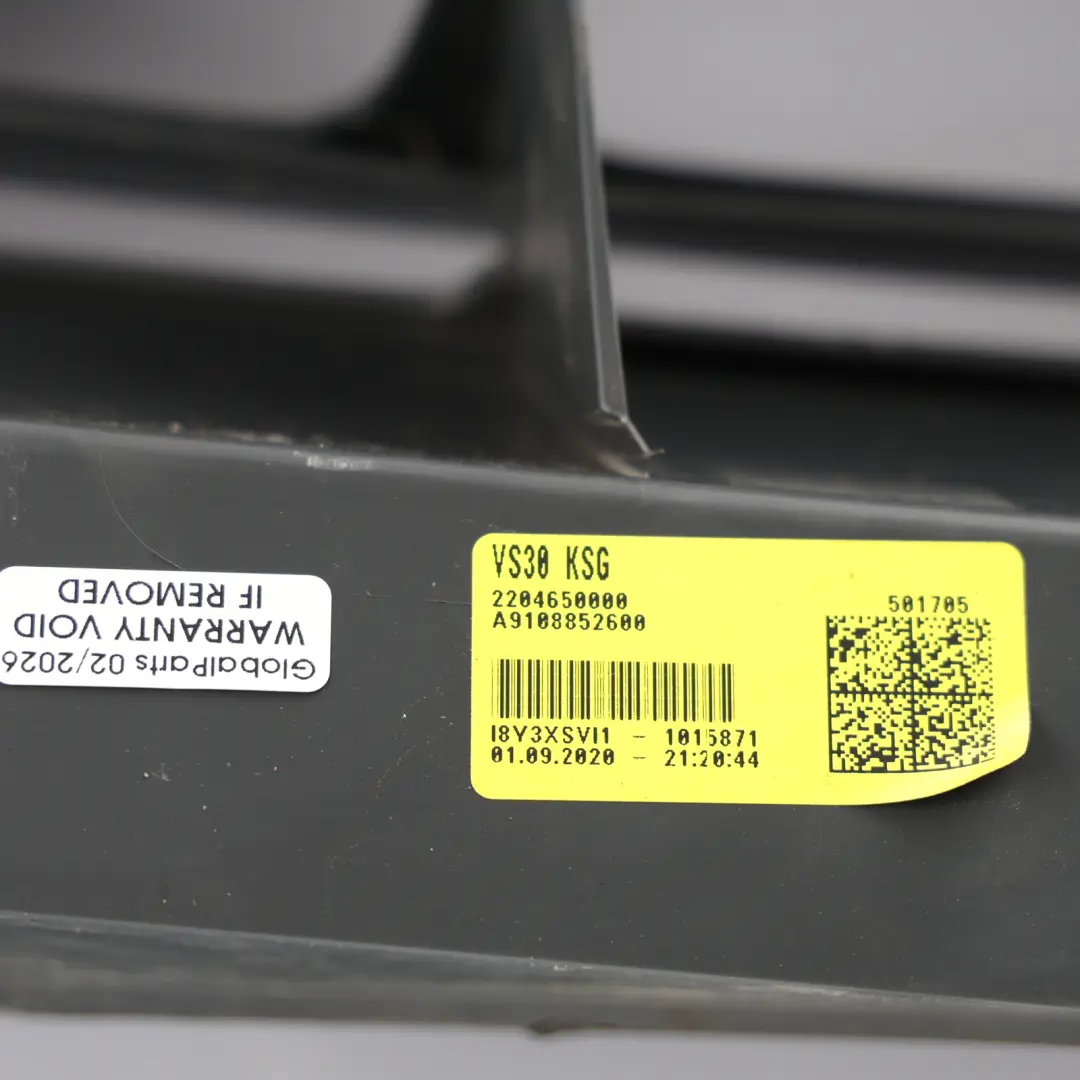 GlobalParts 02/2026
WARRANTY VOID
IF REMOVED
VS30 KSG
2204650000
A9108852600
501705
I8Y3XSVI1 - 1015871
01.09.2020 - 21:20:44